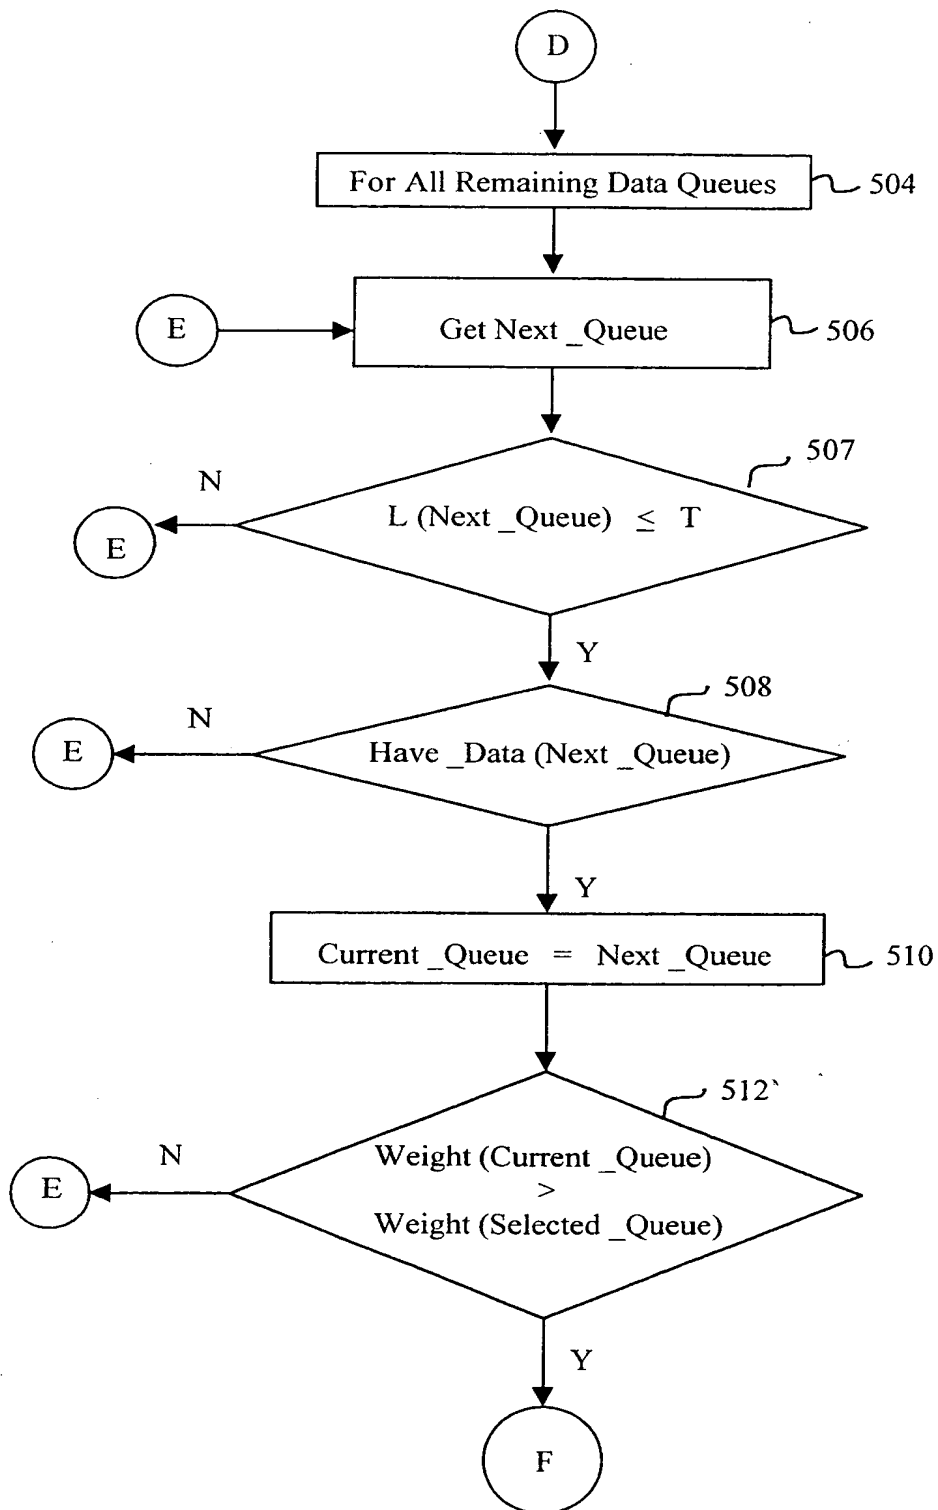 D
For All Remaining Data Queues
504
E
Get Next _Queue
506
507
N
L (Next _Queue) ≤ T
E
Y
508
N
E
Have _Data (Next _Queue)
Y
Current _Queue = Next _Queue
510
512
N
Weight (Current _Queue)
>
E
Weight (Selected _Queue)
Y
F